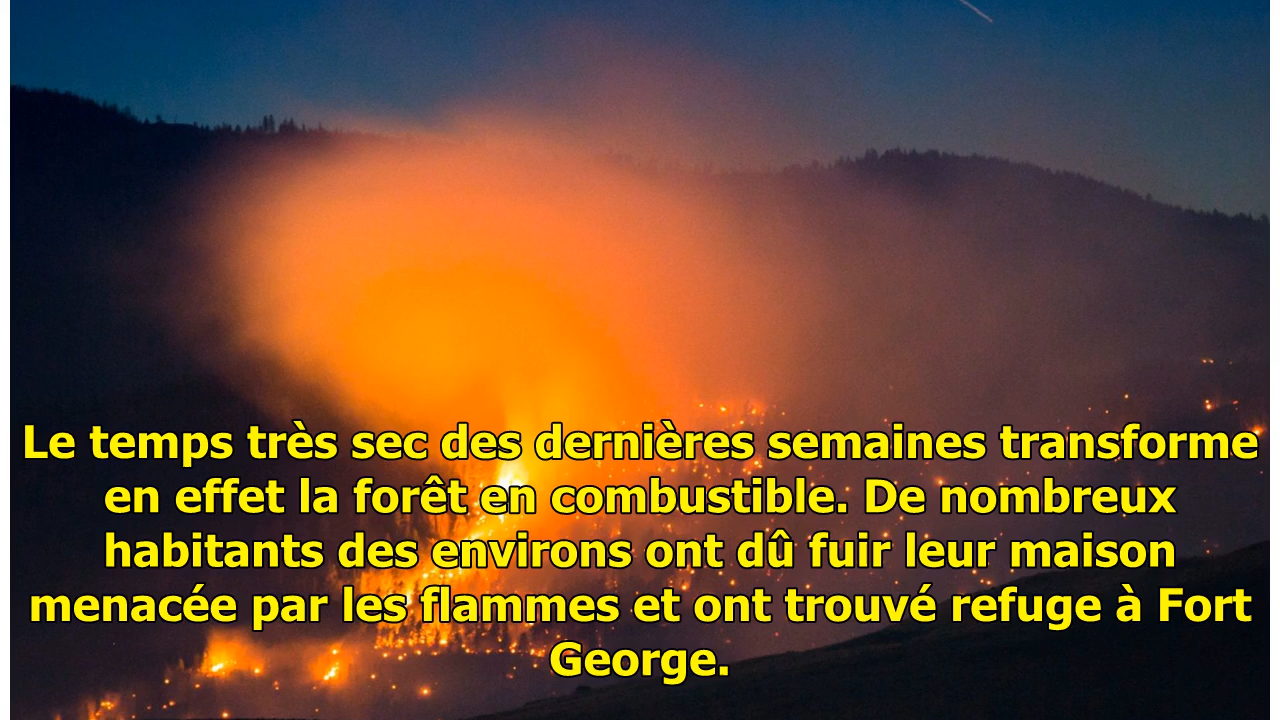 Le temps très sec des dernières semaines transforme
en effet la forêt en combustible. De nombreux
habitants des environs ont dû fuir leur maison
menacée par les flammes et ont trouvé refuge à Fort
George.